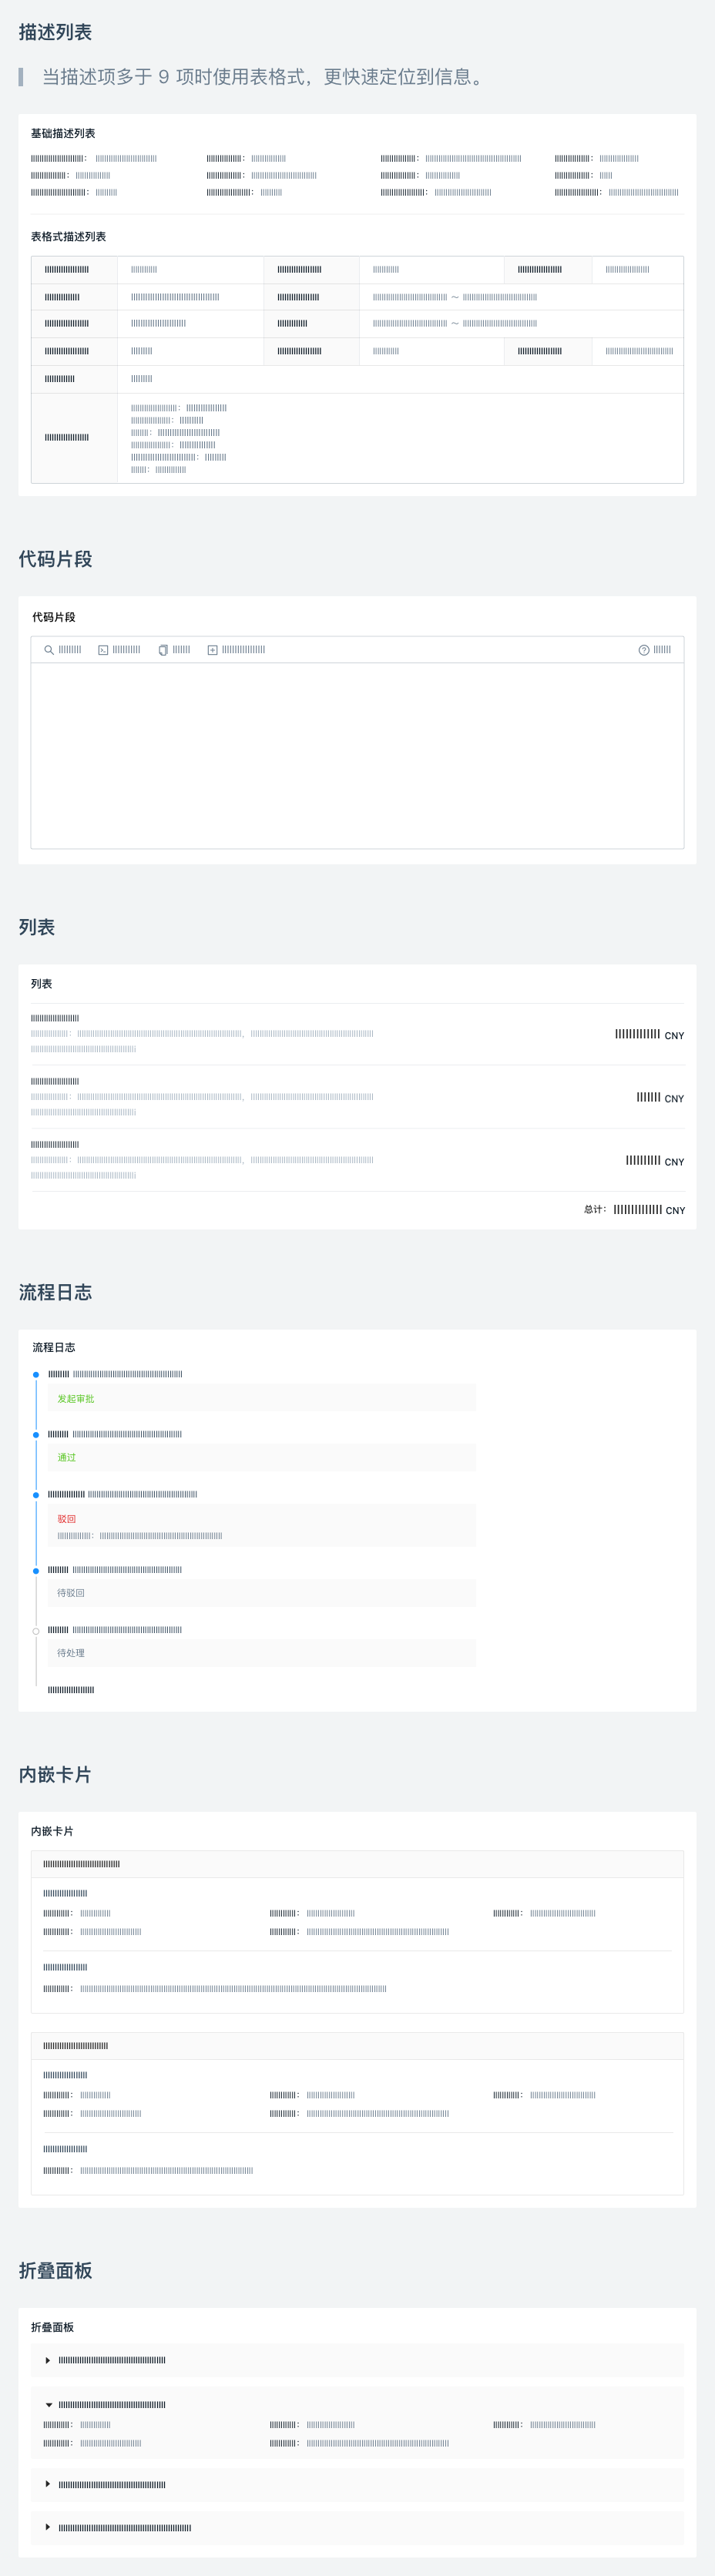 描述列表
当描述项多于 9 项时使用表格式，更快速定位到信息。
基础描述列表
表格式描述列表
代码片段
代码片段
列表
列表
CNY
CNY
CNY
总计： CNY
流程日志
流程日志
发起审批
通过
驳回
待驳回
待处理
内嵌卡片
内嵌卡片
折叠面板
折叠面板